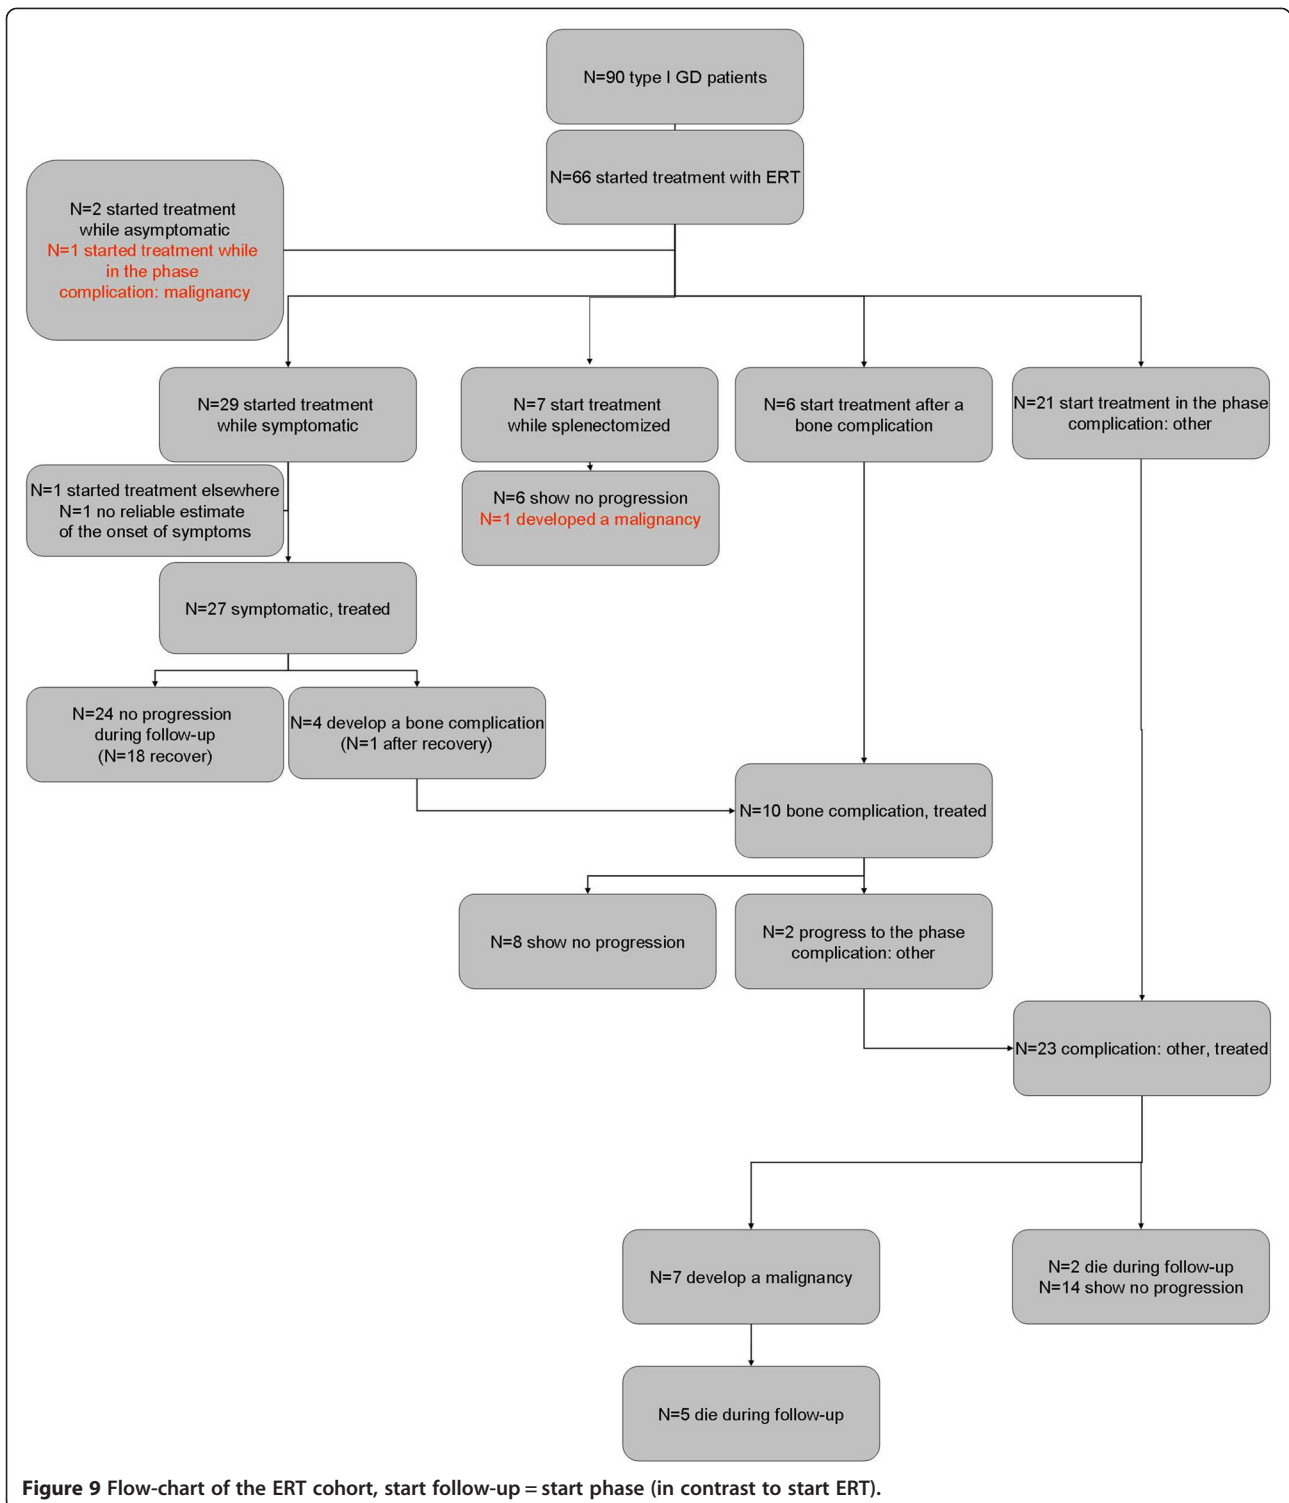 N=90 type I GD patients
N=66 started treatment with ERT
N=2 started treatment
while asymptomatic
N=1 started treatment while
in the phase
complication: malignancy
N=29 started treatment
while symptomatic
N=7 start treatment
while splenectomized
N=6 start treatment after a
bone complication
N=21 start treatment in the phase
complication: other
N=1 started treatment elsewhere
N=1 no reliable estimate
of the onset of symptoms
N=6 show no progression
N=1 developed a malignancy
N=27 symptomatic, treated
N=24 no progression
during follow-up
(N=18 recover)
N=4 develop a bone complication
(N=1 after recovery)
N=10 bone complication, treated
N=8 show no progression
N=2 progress to the phase
complication: other
N=23 complication: other, treated
N=7 develop a malignancy
N=2 die during follow-up
N=14 show no progression
N=5 die during follow-up
Figure 9 Flow-chart of the ERT cohort, start follow-up = start phase (in contrast to start ERT).